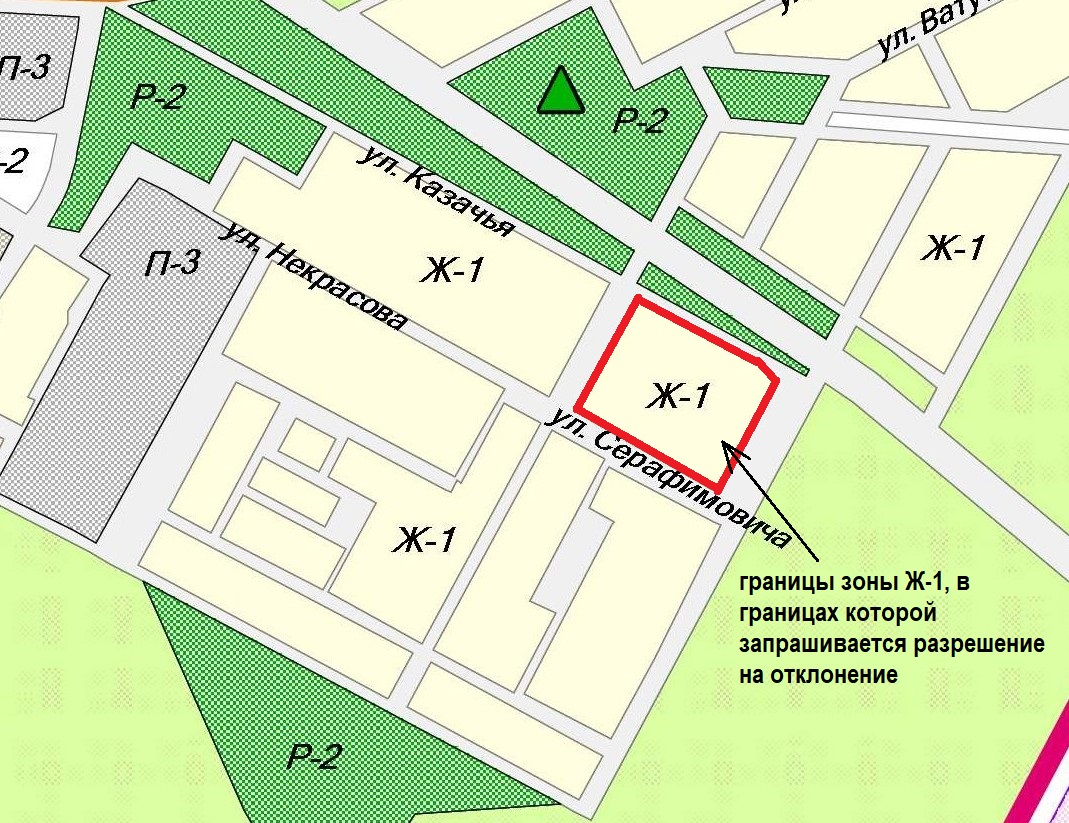 ул. Вату
П-3
Р-2
Р-2
-2
ул. Казачья
Ж-1
П-3
ул. Некрасова
Ж-1
Ж-1
ул. Серафимовича
Ж-1
границы зоны Ж-1, в
границах которой
запрашивается разрешение
на отклонение
Р-2